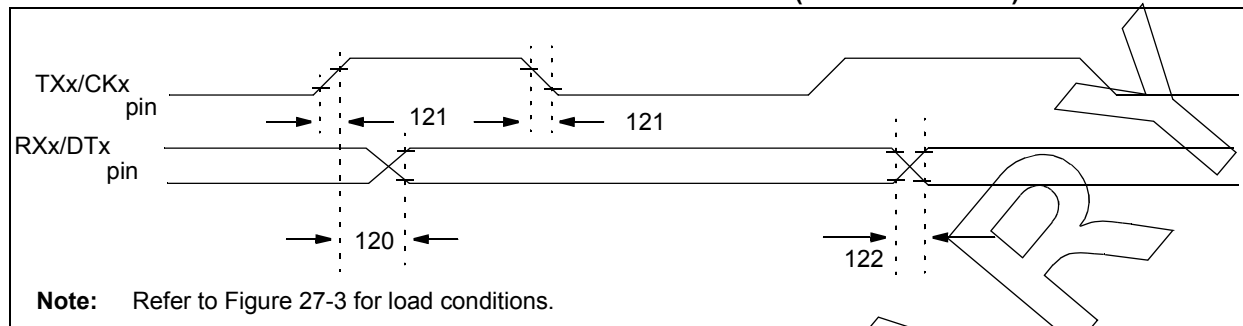 TXx/CKx
pin
121
121
RXx/DTx
pin
120
122
Note: Refer to Figure 27-3 for load conditions.
R Y